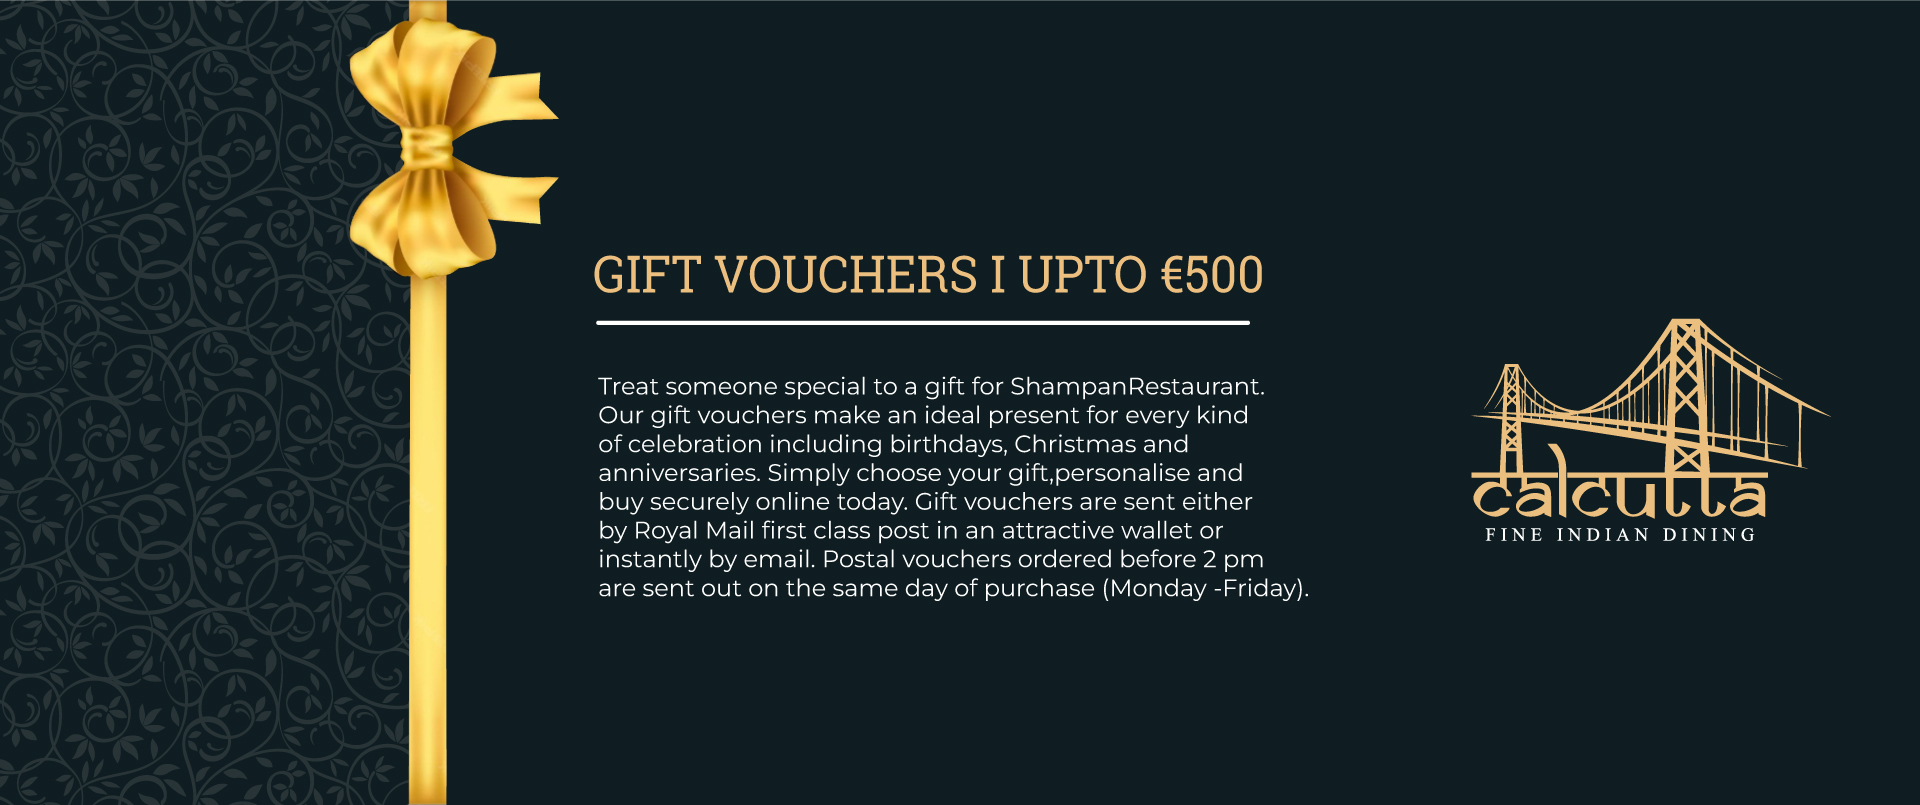 GIFT VOUCHERS I UPTO €500
Treat someone special to a gift for ShampanRestaurant.
Our gift vouchers make an ideal present for every kind
of celebration including birthdays, Christmas and
anniversaries. Simply choose your gift,personalise and
buy securely online today. Gift vouchers are sent either
by Royal Mail first class post in an attractive wallet or
instantly by email. Postal vouchers ordered before 2 pm
are sent out on the same day of purchase (Monday -Friday).
calcutta
FINE INDIAN DINING